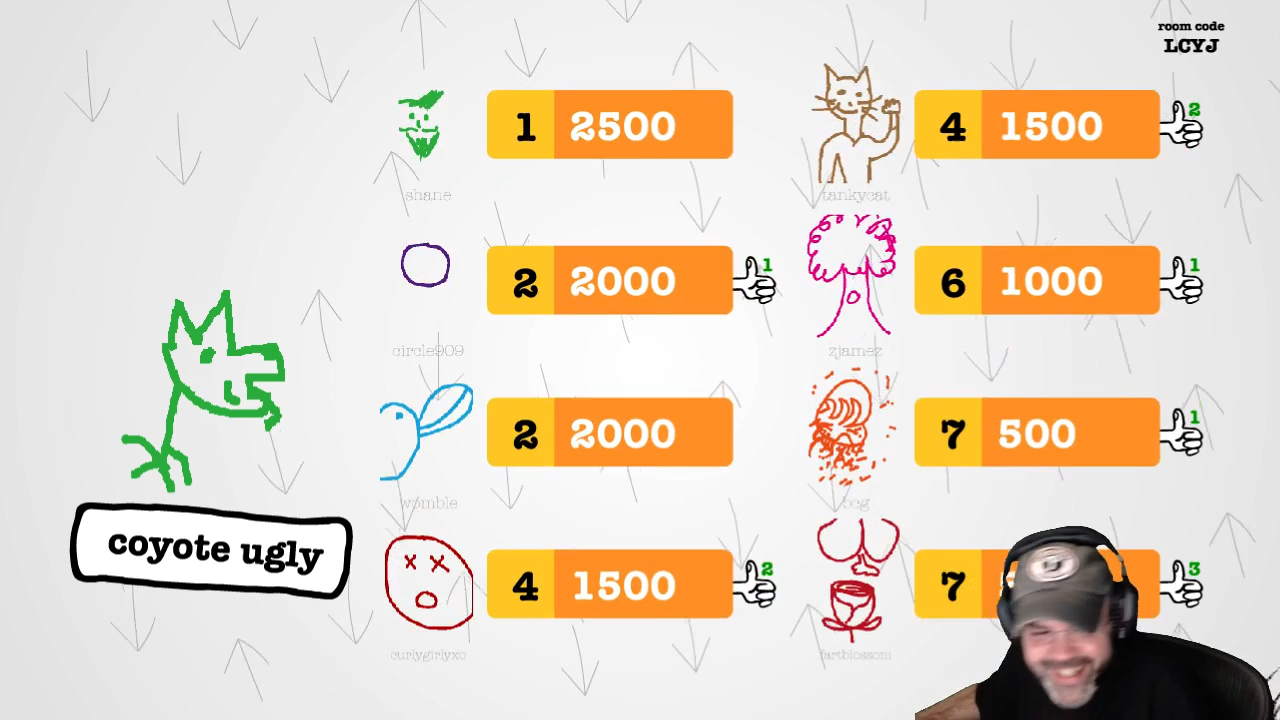 room code
LCYJ
1 2500
shane
2 2000
circle909
2 2000
womble
4 1500
curlygirlyxo
4 1500 2
tankycat
6 1000 1
zjamez
7 500 1
beg
7 3
fartblossom
1
2
coyote ugly